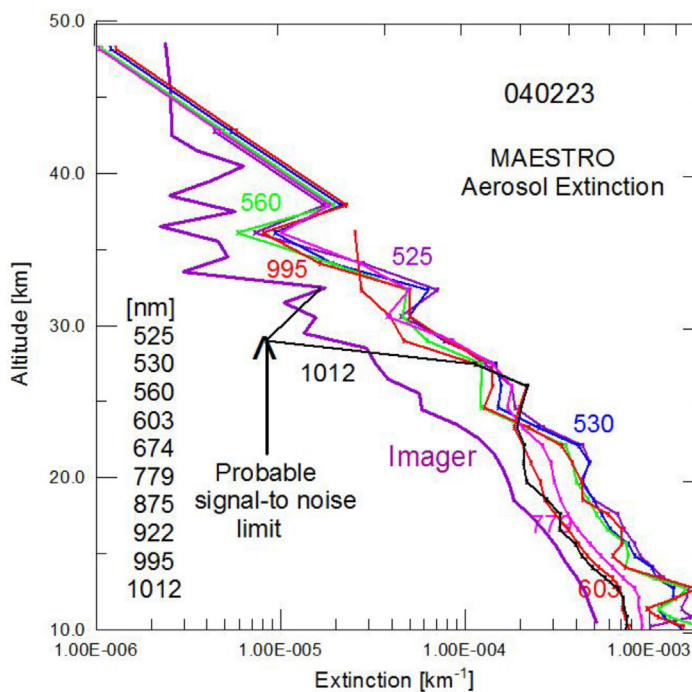 50.0
40.0
30.0
20.0
10.0
Altitude [km]
040223
MAESTRO
Aerosol Extinction
560
525
995
[nm]
525
530
560
603
674
779
875
922
995
1012
1012
530
Imager
Probable
signal-to noise
limit
779
603
1.00E-006
1.00E-005
1.00E-004
1.00E-003
Extinction [km-1]